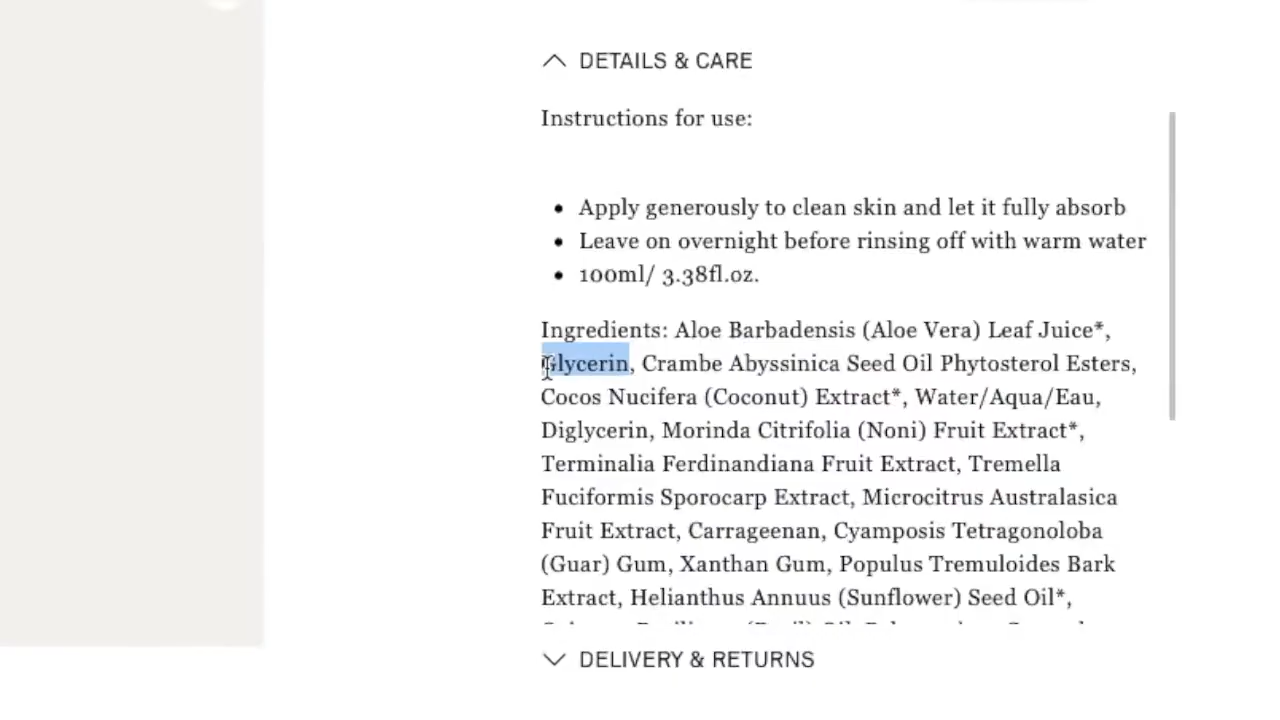 DETAILS & CARE
Instructions for use:
Apply generously to clean skin and let it fully absorb
Leave on overnight before rinsing off with warm water
100ml/ 3.38fl.oz.
Ingredients: Aloe Barbadensis (Aloe Vera) Leaf Juice*,
Glycerin, Crambe Abyssinica Seed Oil Phytosterol Esters,
Cocos Nucifera (Coconut) Extract*, Water/Aqua/Eau,
Diglycerin, Morinda Citrifolia (Noni) Fruit Extract*,
Terminalia Ferdinandiana Fruit Extract, Tremella
Fuciformis Sporocarp Extract, Microcitrus Australasica
Fruit Extract, Carrageenan, Cyamposis Tetragonoloba
(Guar) Gum, Xanthan Gum, Populus Tremuloides Bark
Extract, Helianthus Annuus (Sunflower) Seed Oil*,
DELIVERY & RETURNS